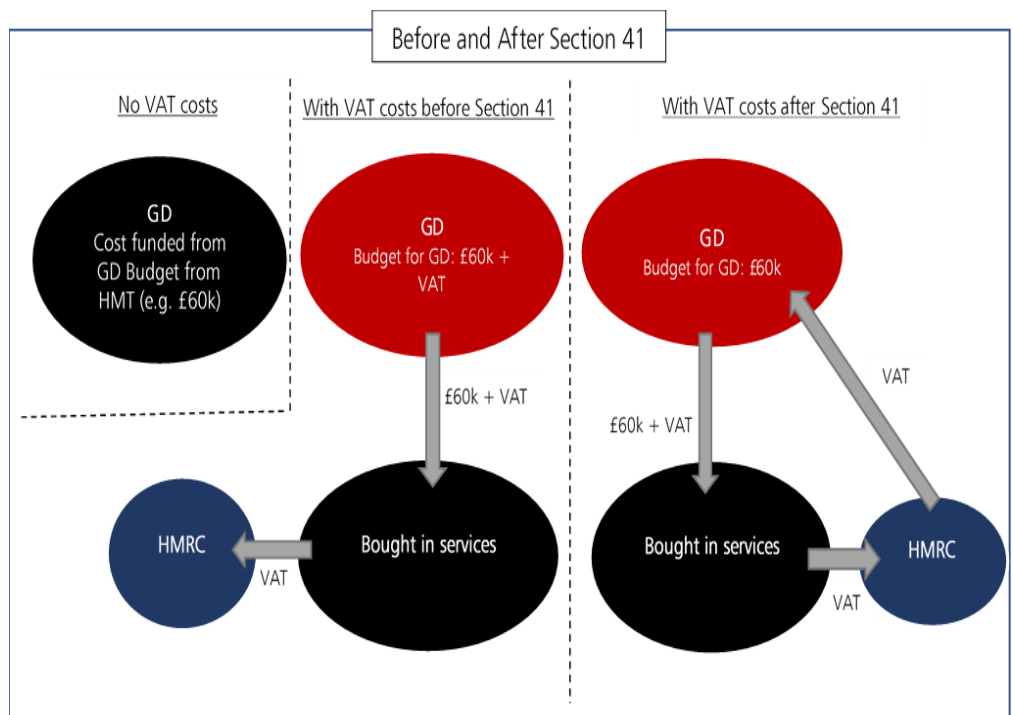 Before and After Section 41
No VAT costs
GD
Cost funded from
GD Budget from
HMT (e.g. £60k)
With VAT costs before Section 41
GD
Budget for GD: £60k +
VAT
£60k + VAT
Bought in services
VAT
HMRC
With VAT costs after Section 41
GD
Budget for GD: £60k
£60k + VAT
Bought in services
VAT
HMRC
VAT